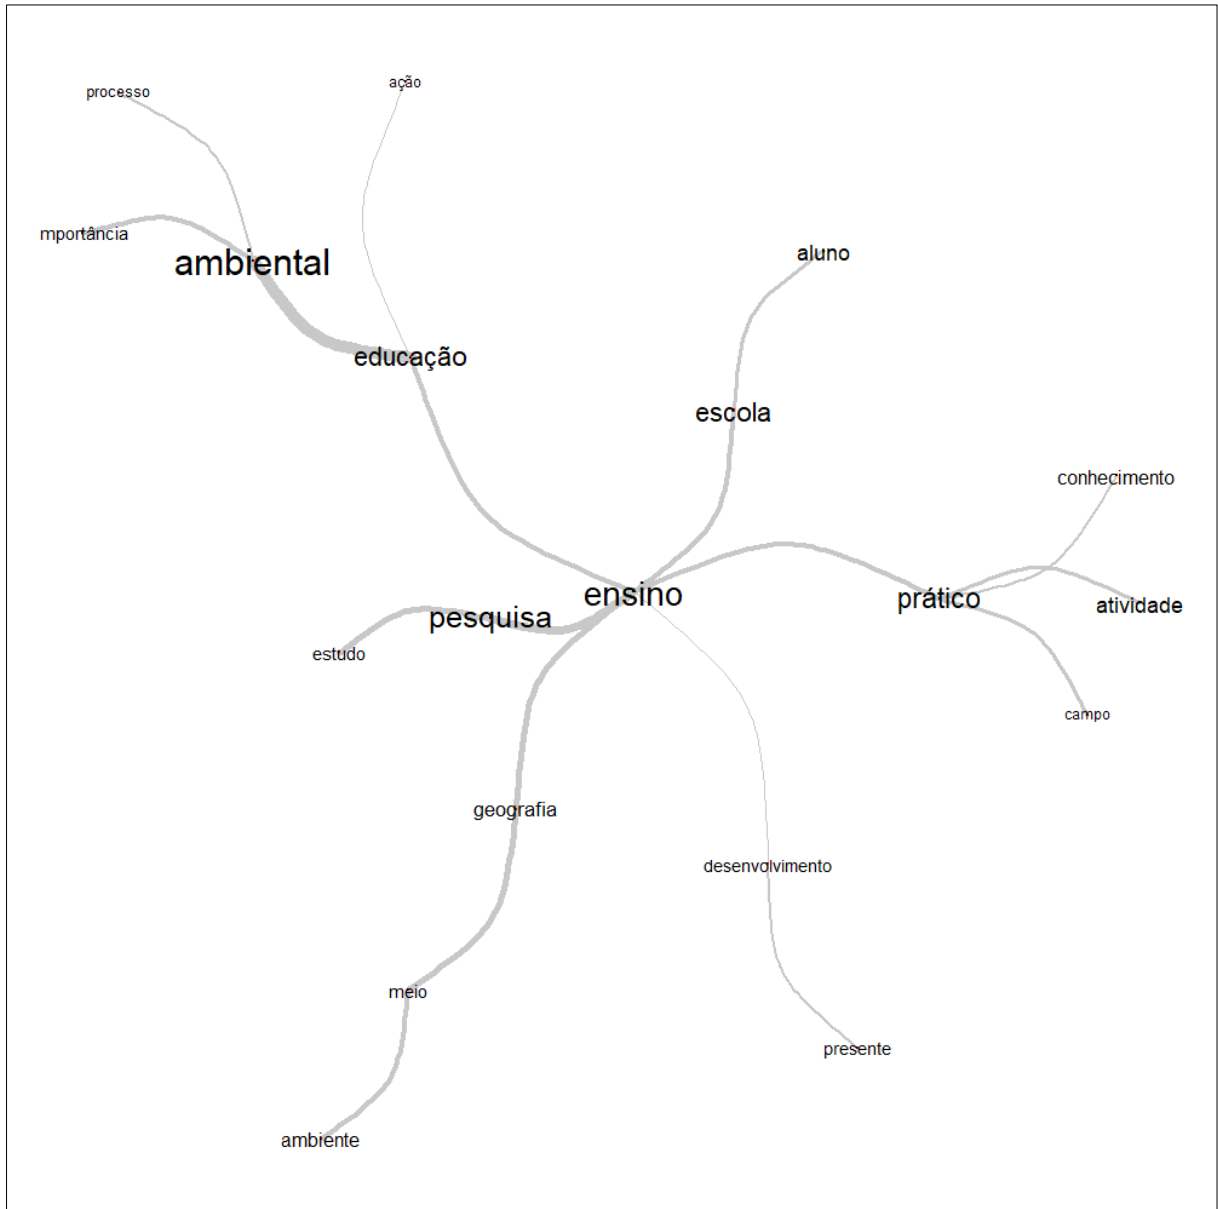 ação
processo
mportância
ambiental
aluno
educação
escola
conhecimento
ensino
prático
atividade
pesquisa
estudo
campo
geografia
desenvolvimento
meio
presente
ambiente